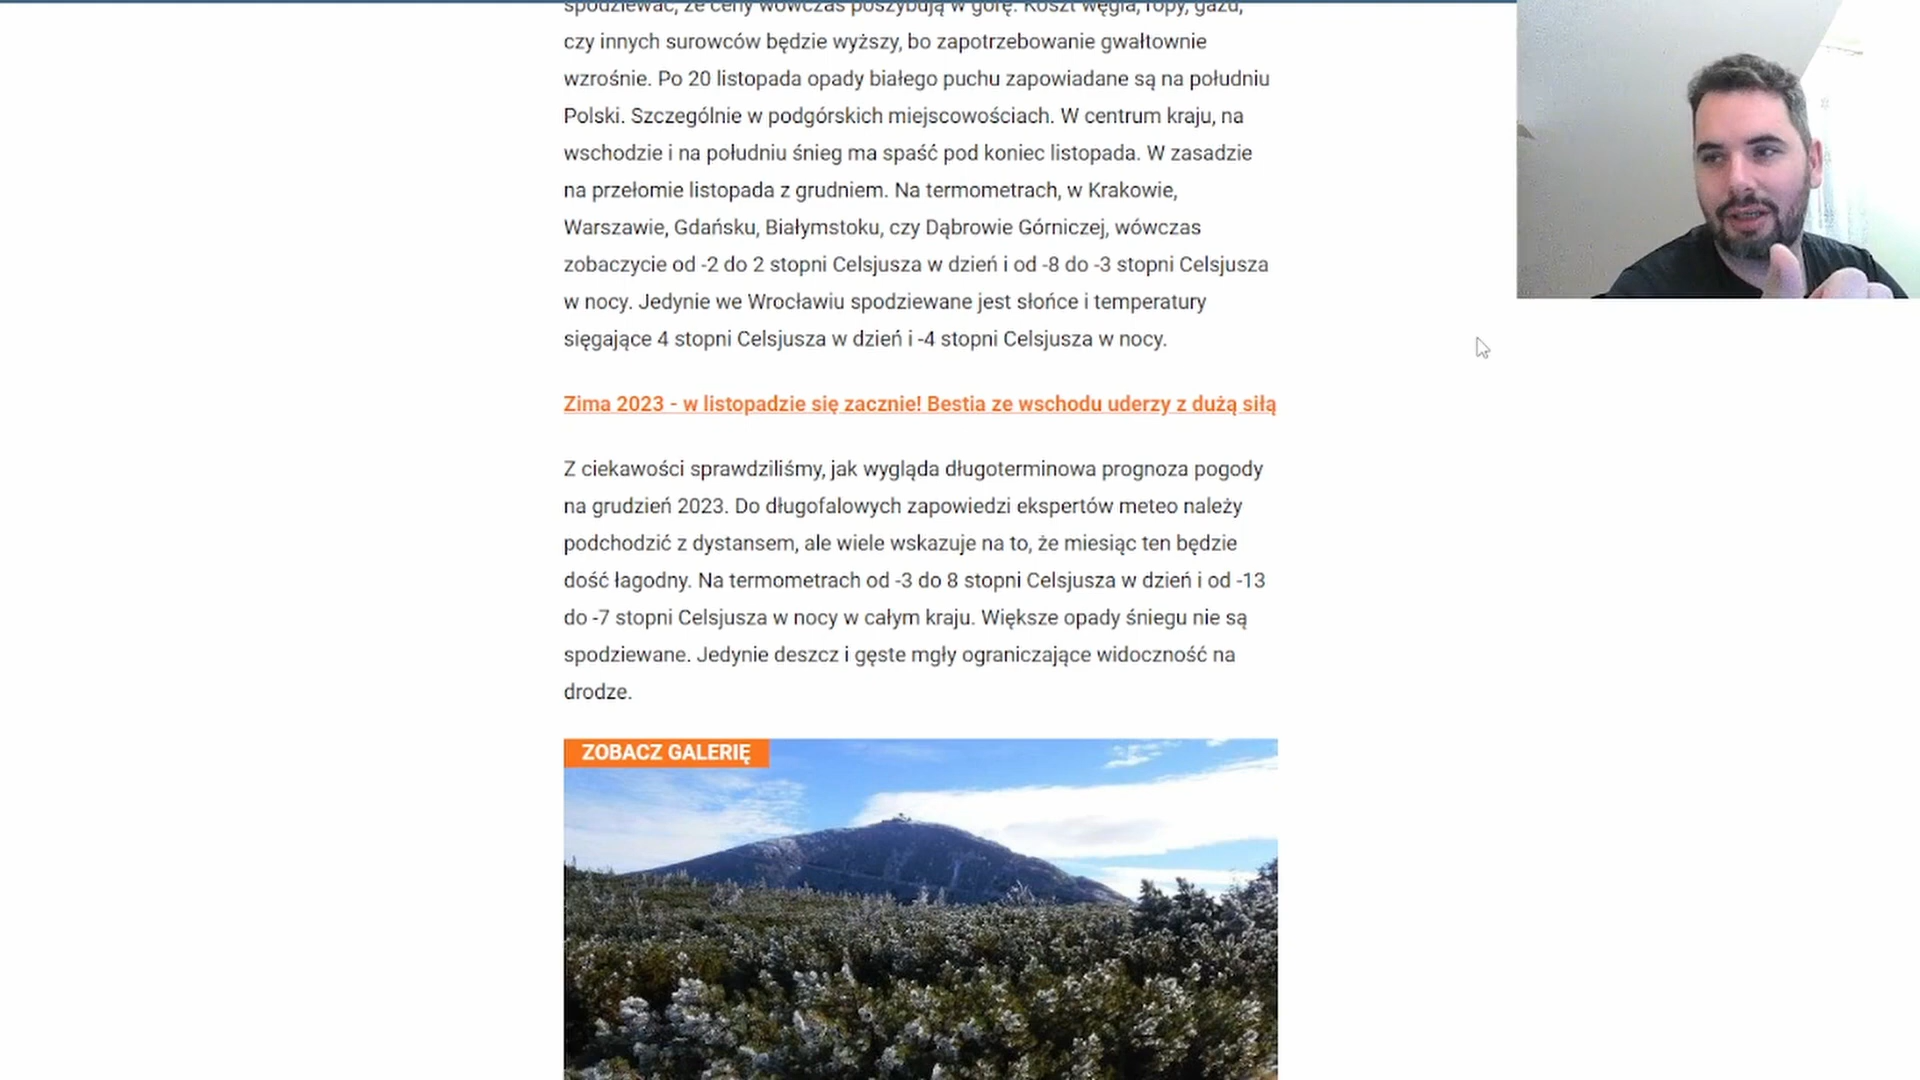 spodziewać, że ceny wówczas poszybują w górę. Koszt węgla, ropy, gazu,
czy innych surowców będzie wyższy, bo zapotrzebowanie gwałtownie
wzrośnie. Po 20 listopada opady białego puchu zapowiadane są na południu
Polski. Szczególnie w podgórskich miejscowościach. W centrum kraju, na
wschodzie i na południu śnieg ma spaść pod koniec listopada. W zasadzie
na przełomie listopada z grudniem. Na termometrach, w Krakowie,
Warszawie, Gdańsku, Białymstoku, czy Dąbrowie Górniczej, wówczas
zobaczycie od -2 do 2 stopni Celsjusza w dzień i od -8 do -3 stopni Celsjusza
w nocy. Jedynie we Wrocławiu spodziewane jest słońce i temperatury
sięgające 4 stopni Celsjusza w dzień i -4 stopni Celsjusza w nocy.
Zima 2023 - w listopadzie się zacznie! Bestia ze wschodu uderzy z dużą siłą
Z ciekawości sprawdziliśmy, jak wygląda długoterminowa prognoza pogody
na grudzień 2023. Do długofalowych zapowiedzi ekspertów meteo należy
podchodzić z dystansem, ale wiele wskazuje na to, że miesiąc ten będzie
dość łagodny. Na termometrach od -3 do 8 stopni Celsjusza w dzień i od -13
do -7 stopni Celsjusza w nocy w całym kraju. Większe opady śniegu nie są
spodziewane. Jedynie deszcz i gęste mgły ograniczające widoczność na
drodze.
ZOBACZ GALERIĘ